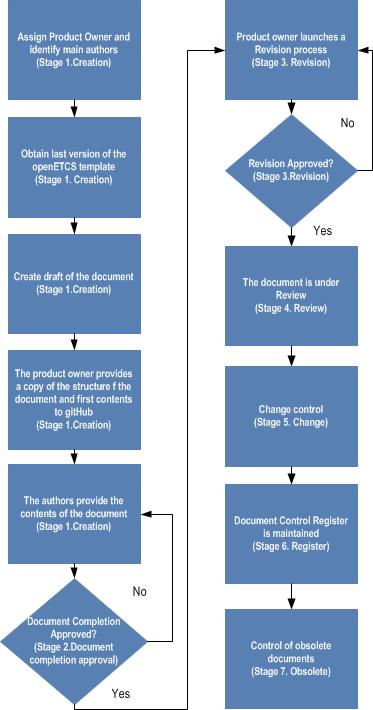 Assign Product Owner and
identify main authors
(Stage 1.Creation)
Obtain last version of the
openETCS template
(Stage 1. Creation)
Create draft of the document
(Stage 1.Creation)
The product owner provides
a copy of the structure f the
document and first contents
to gitHub
(Stage 1.Creation)
The authors provide the
contents of the document
(Stage 1.Creation)
No
Document Completion
Approved?
(Stage 2.Document
completion approval)
Yes
Product owner launches a
Revision process
(Stage 3. Revision)
No
Revision Approved?
(Stage 3.Revision)
Yes
The document is under
Review
(Stage 4. Review)
Change control
(Stage 5. Change)
Document Control Register
is maintained
(Stage 6. Register)
Control of obsolete
documents
(Stage 7. Obsolete)